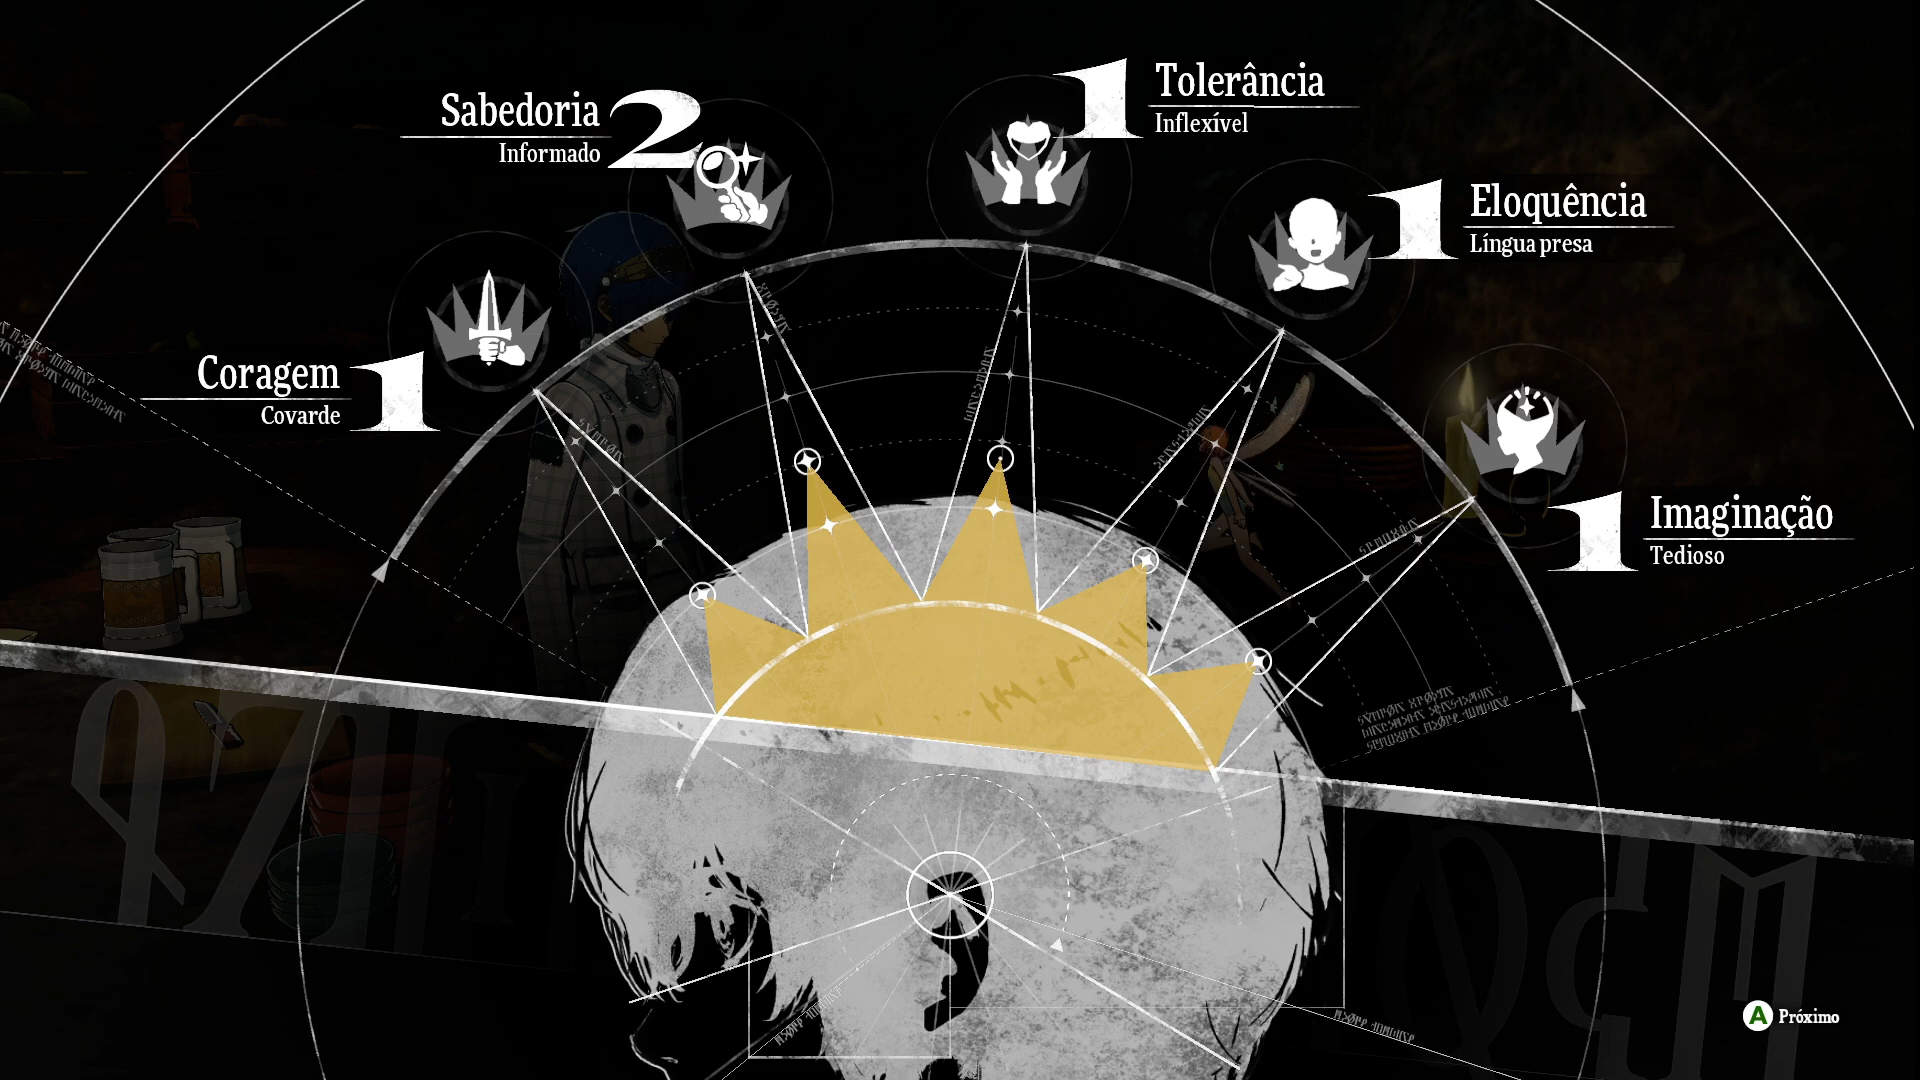 Sabedoria
2
Informado
1
Tolerância
Inflexível
1
Eloquência
Língua presa
Coragem
1
Covarde
1
Imaginação
Tedioso
A Próximo